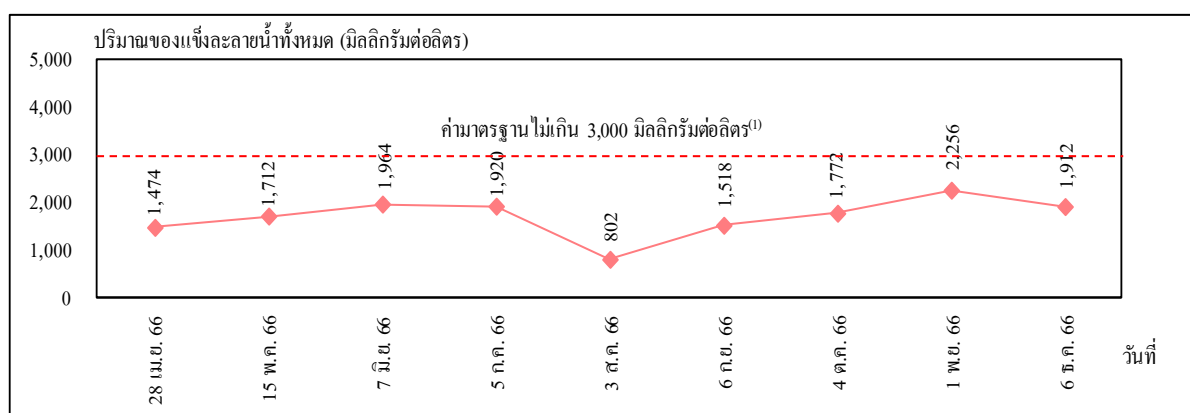 ปริมาณของแข็งละลายน้ำทั้งหมด (มิลลิกรัมต่อลิตร)
5,000
4,000
3,000
2,000
1,000
0
ค่ามาตรฐานไม่เกิน 3,000 มิลลิกรัมต่อลิตร(1)
1,474
1,712
1,964
1,920
802
1,518
1,772
2,256
1,912
28 เม.ย. 66
15 พ.ค. 66
7 มิ.ย. 66
5 ก.ค. 66
3 ส.ค. 66
6 ก.ย. 66
4 ต.ค. 66
1 พ.ย. 66
6 ธ.ค. 66
วันที่